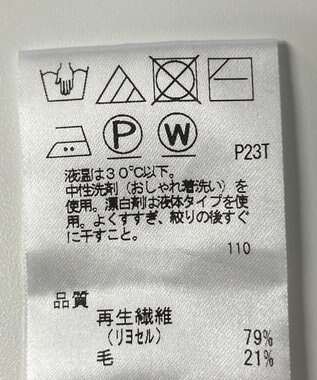 P W P23T
液温は30℃以下。
中性洗剤（おしゃれ着洗い）を
使用。漂白剤は液体タイプを使
用。よくすすぎ、絞りの後すぐ
に干すこと。
110
品質
再生繊維
（リヨセル） 79%
毛 21%